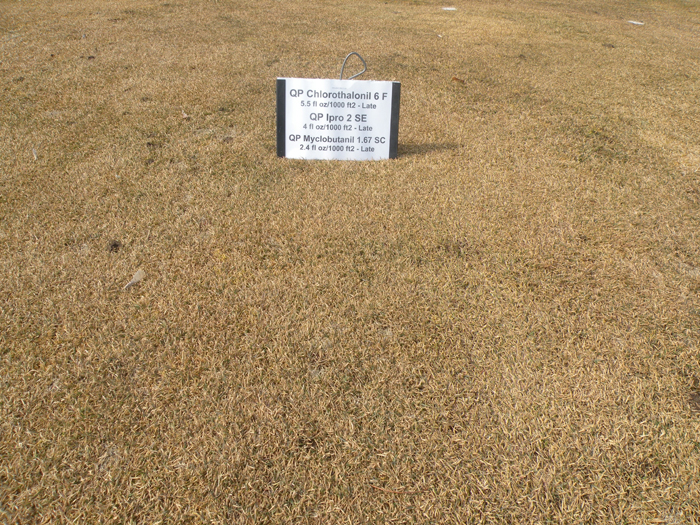 QP Chlorothalonil 6 F
5.5 fl oz/1000 ft2 - Late
QP Ipro 2 SE
4 fl oz/1000 ft2 - Late
QP Myclobutanil 1.67 SC
2.4 fl oz/1000 ft2 - Late